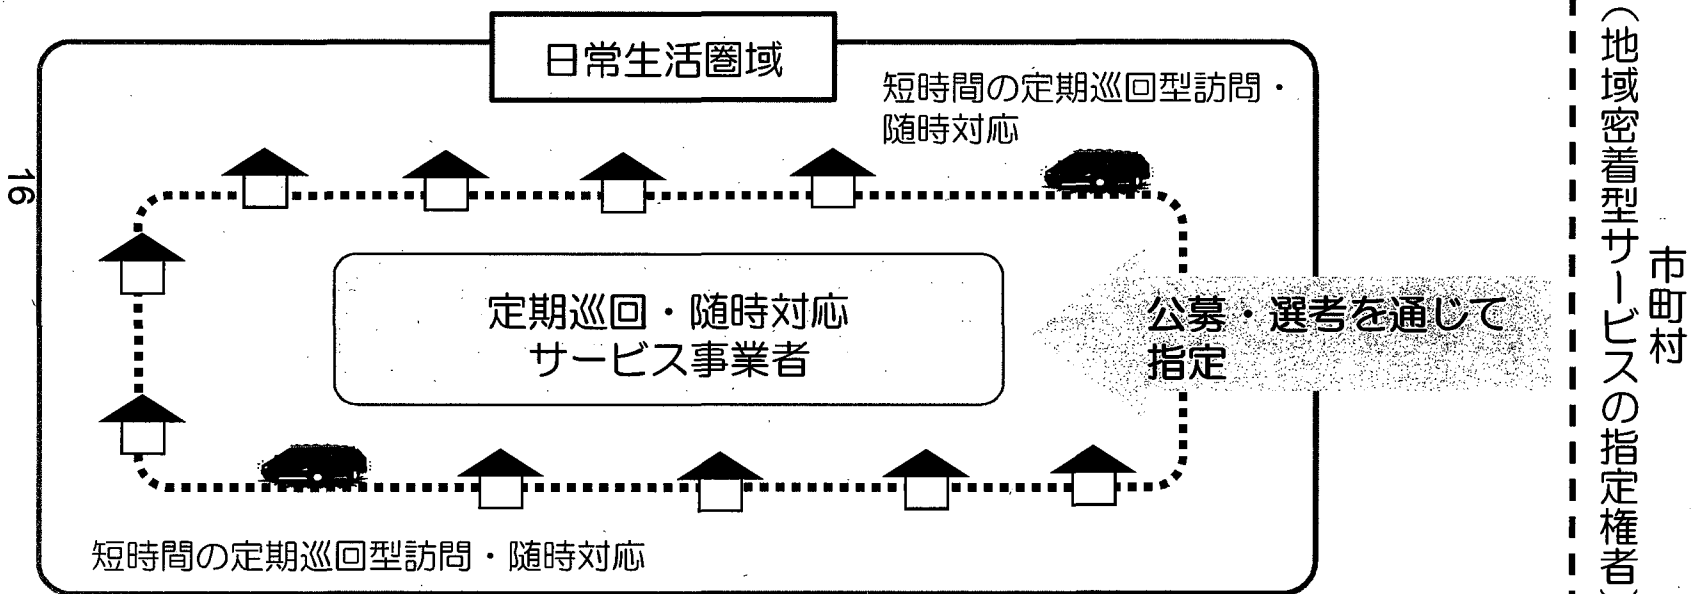 日常生活圏域
短時間の定期巡回型訪問・
随時対応
定期巡回・随時対応
サービス事業者
公募・選考を通じて
指定
短時間の定期巡回型訪問・随時対応
市町村
（地域密着型サービスの指定権者）
16